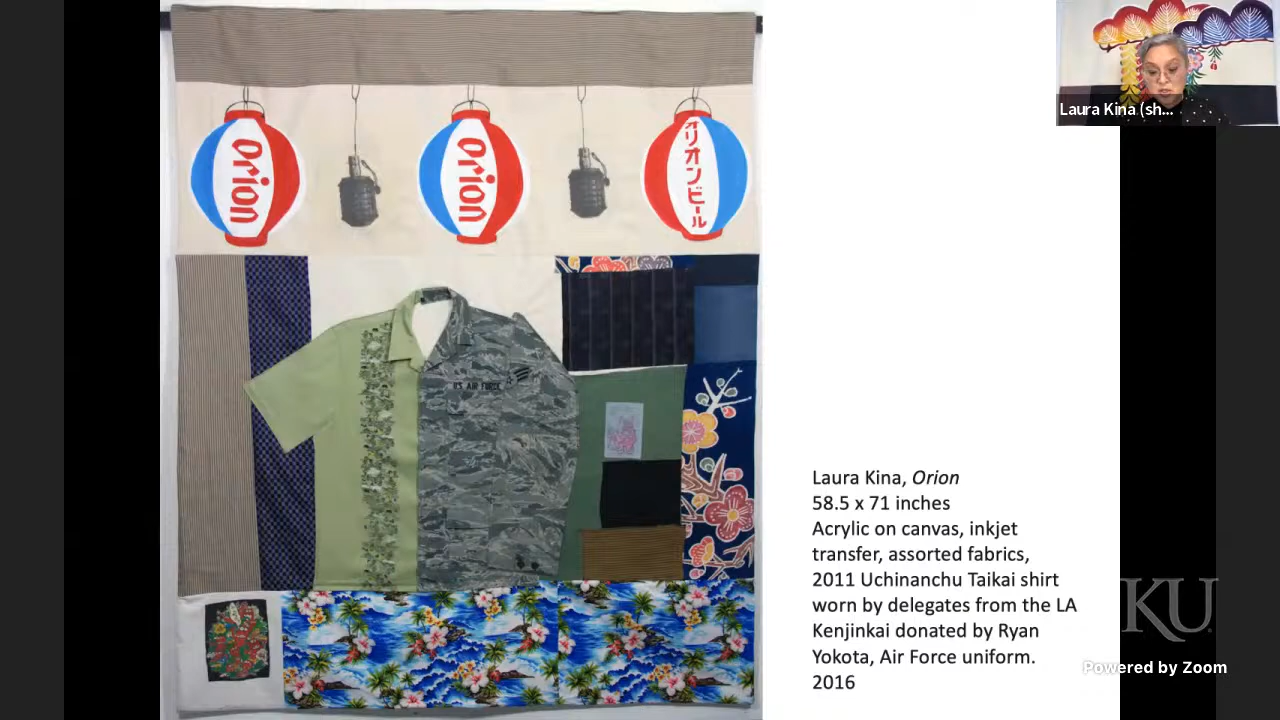 Laura Kina (sh...
orion
orion
オリオンビール
U.S. AIR FORCE
Laura Kina, Orion
58.5 x 71 inches
Acrylic on canvas, inkjet
transfer, assorted fabrics,
2011 Uchinanchu Taikai shirt
worn by delegates from the LA
Kenjinkai donated by Ryan
Yokota, Air Force uniform.
2016
KU
Powered by Zoom